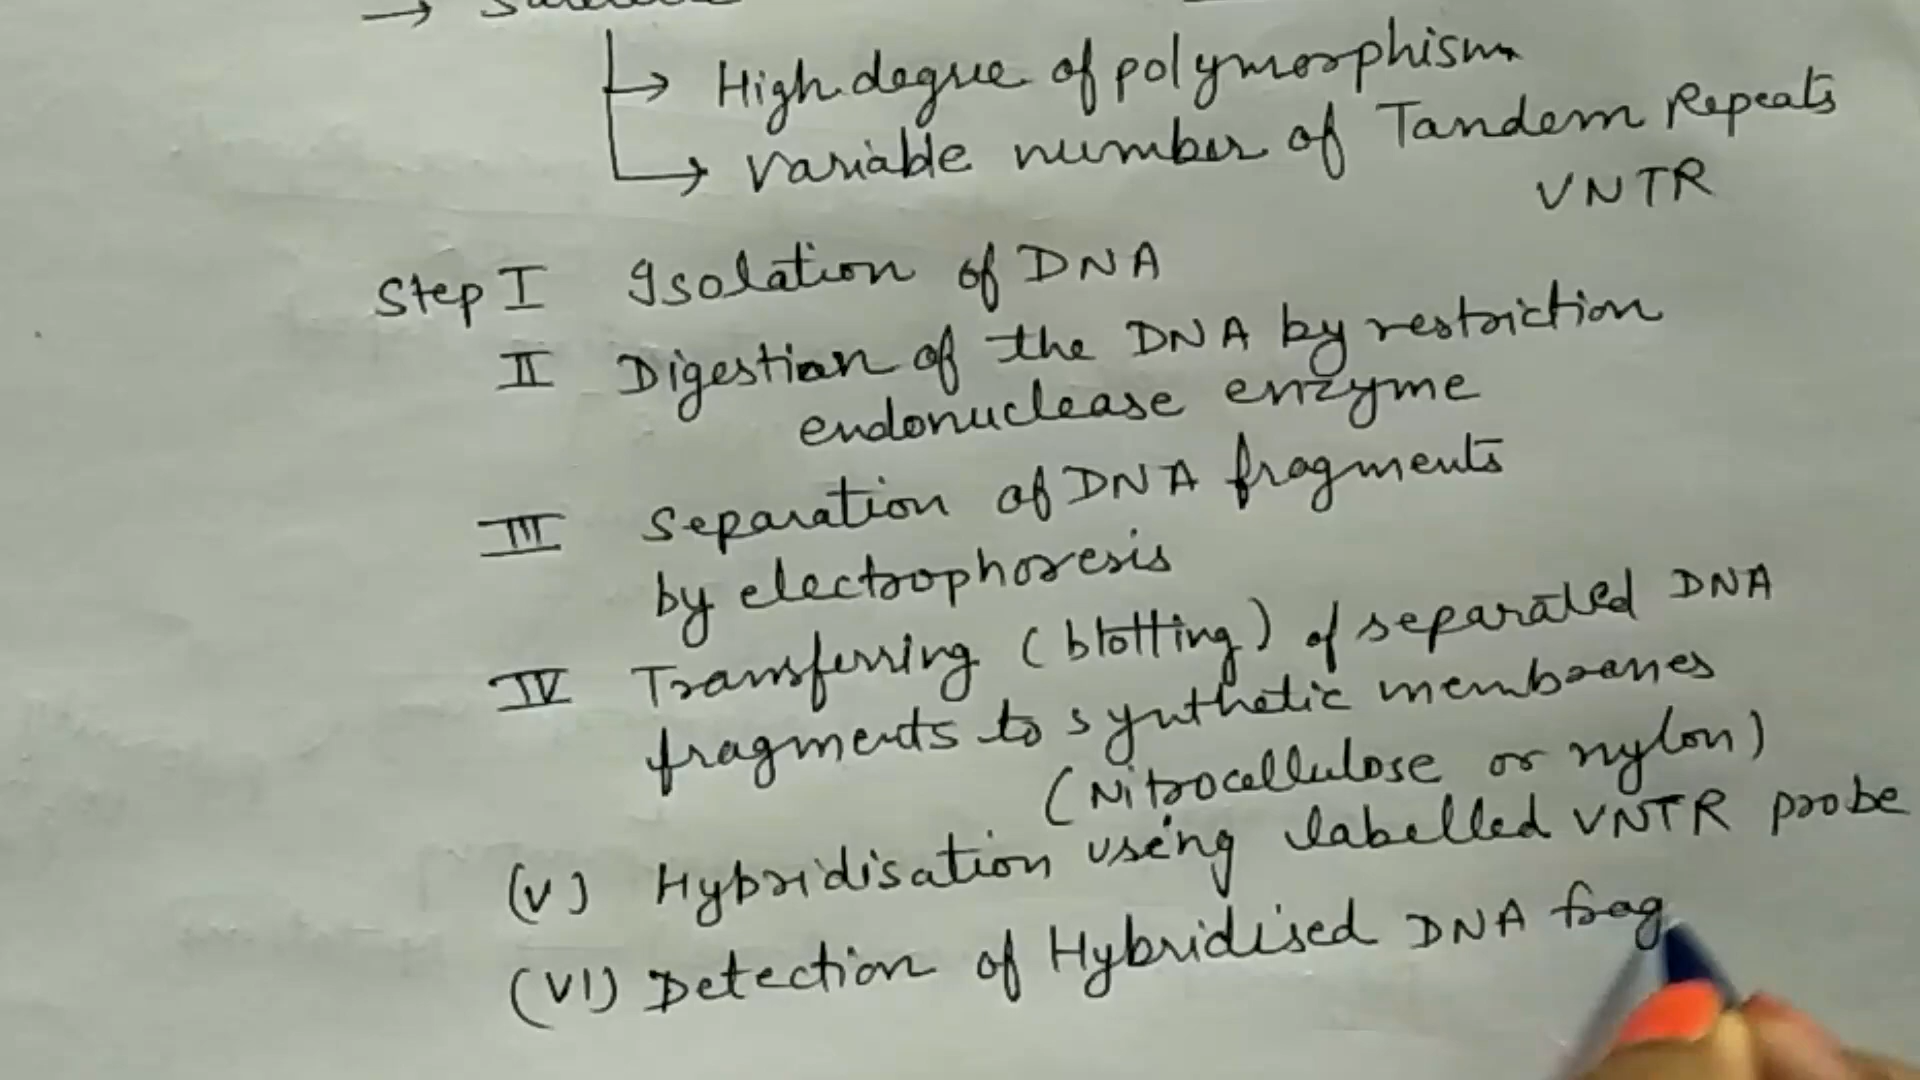 →
→ High degree of polymorphism
→ Variable number of Tandem Repeats
VNTR
Step I Isolation of DNA
II Digestion of the DNA by restriction
endonuclease enzyme
III Separation of DNA fragments
by electrophoresis
IV Transferring (blotting) of separated DNA
fragments to synthetic membranes
(Nitrocellulose or nylon)
(V) Hybridisation using labelled VNTR probe
(VI) Detection of Hybridised DNA frag